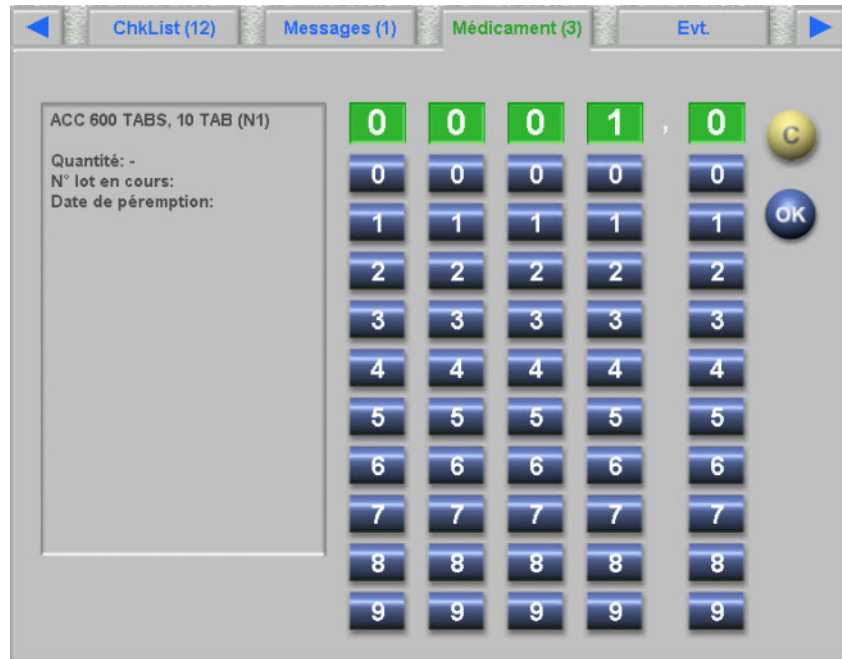 ChkList (12) Messages (1) Médicament (3) Evt.
ACC 600 TABS, 10 TAB (N1)
Quantité: -
N° lot en cours:
Date de péremption:
0 0 0 1 , 0
C
0 0 0 0 0
OK
1 1 1 1 1
2 2 2 2 2
3 3 3 3 3
4 4 4 4 4
5 5 5 5 5
6 6 6 6 6
7 7 7 7 7
8 8 8 8 8
9 9 9 9 9